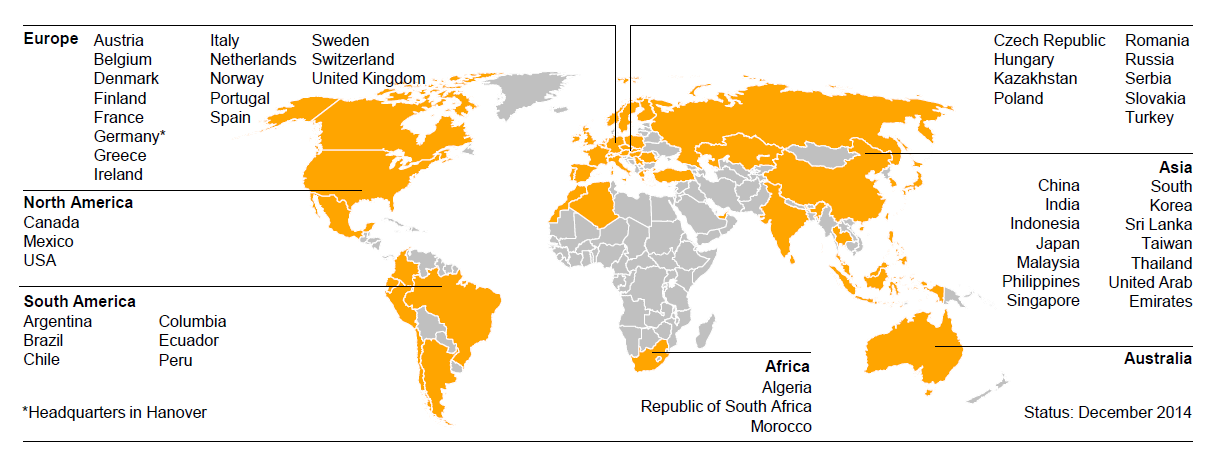 Europe
Austria
Belgium
Denmark
Finland
France
Germany*
Greece
Ireland
Italy
Netherlands
Norway
Portugal
Spain
Sweden
Switzerland
United Kingdom
Czech Republic
Hungary
Kazakhstan
Poland
Romania
Russia
Serbia
Slovakia
Turkey
North America
Canada
Mexico
USA
South America
Argentina
Brazil
Chile
Columbia
Ecuador
Peru
Asia
China
India
Indonesia
Japan
Malaysia
Philippines
Singapore
South
Korea
Sri Lanka
Taiwan
Thailand
United Arab
Emirates
Australia
Africa
Algeria
Republic of South Africa
Morocco
*Headquarters in Hanover
Status: December 2014